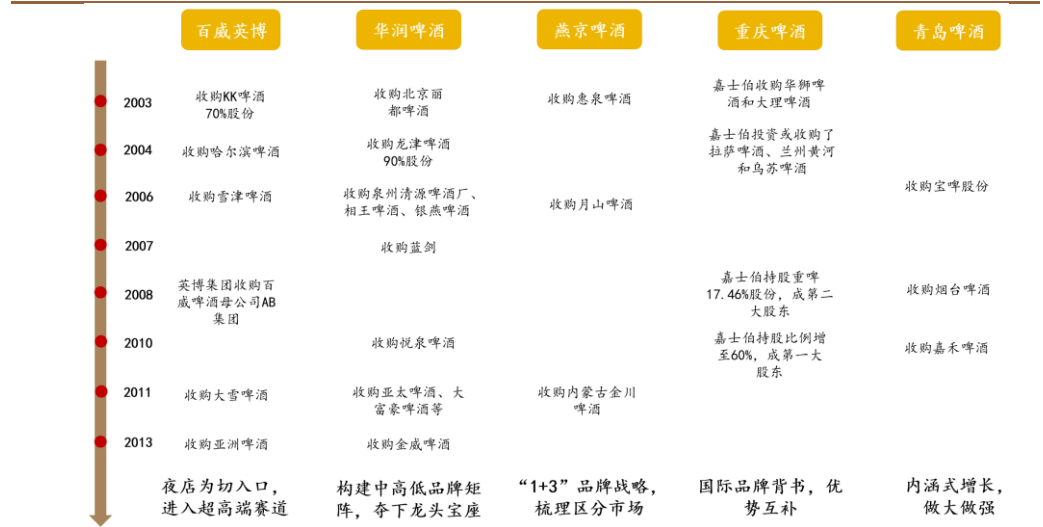 百威英博
华润啤酒
燕京啤酒
重庆啤酒
青岛啤酒
2003
收购KK啤酒
70%股份
收购北京丽
都啤酒
收购惠泉啤酒
嘉士伯收购华狮啤
酒和大理啤酒
2004
收购哈尔滨啤酒
收购龙津啤酒
90%股份
嘉士伯投资或收购了
拉萨啤酒、兰州黄河
和乌苏啤酒
2006
收购雪津啤酒
收购泉州清源啤酒厂、
相王啤酒、银燕啤酒
收购月山啤酒
收购宝啤股份
2007
收购蓝剑
2008
英博集团收购百
威啤酒母公司AB
集团
嘉士伯持股重啤
17.46%股份，成第二
大股东
收购烟台啤酒
2010
收购悦泉啤酒
嘉士伯持股比例增
至60%，成第一大
股东
收购嘉禾啤酒
2011
收购大雪啤酒
收购亚太啤酒、大
富豪啤酒等
收购内蒙古金川
啤酒
2013
收购亚洲啤酒
收购金威啤酒
夜店为切入口，
进入超高端赛道
构建中高低品牌矩
阵，夺下龙头宝座
“1+3”品牌战略，
梳理区分市场
国际品牌背书，优
势互补
内涵式增长，
做大做强